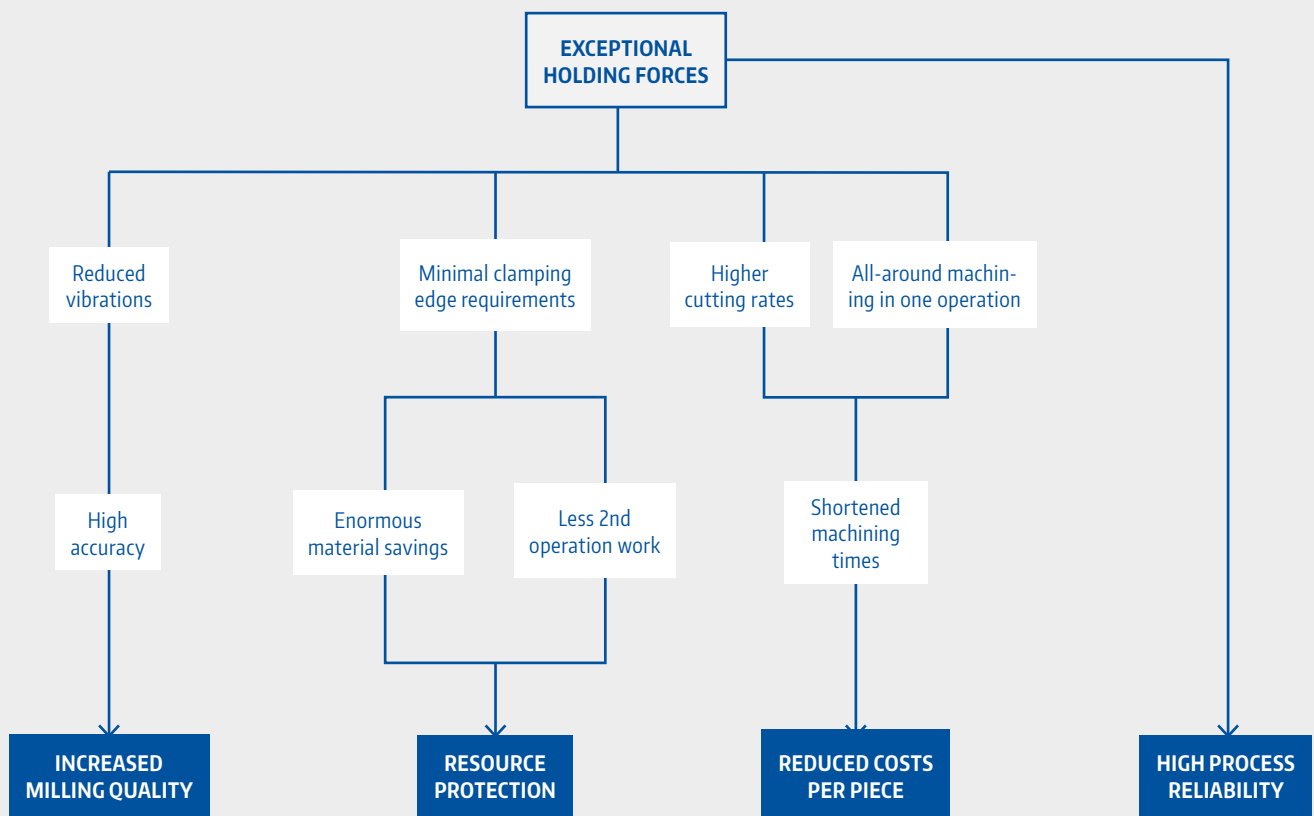 EXCEPTIONAL
HOLDING FORCES
Reduced
vibrations
Minimal clamping
edge requirements
Higher
cutting rates
All-around machin-
ing in one operation
High
accuracy
Enormous
material savings
Less 2nd
operation work
Shortened
machining
times
INCREASED
MILLING QUALITY
RESOURCE
PROTECTION
REDUCED COSTS
PER PIECE
HIGH PROCESS
RELIABILITY